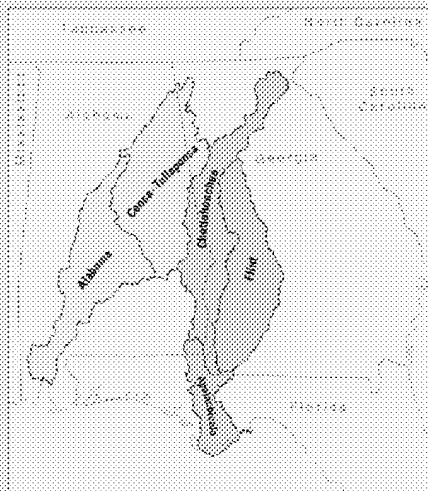 Tennessee
North Carolina
South
Carolina
Alabama
Georgia
Coosa-Tallapoosa
Chattahoochee
Alabama
Flint
Florida